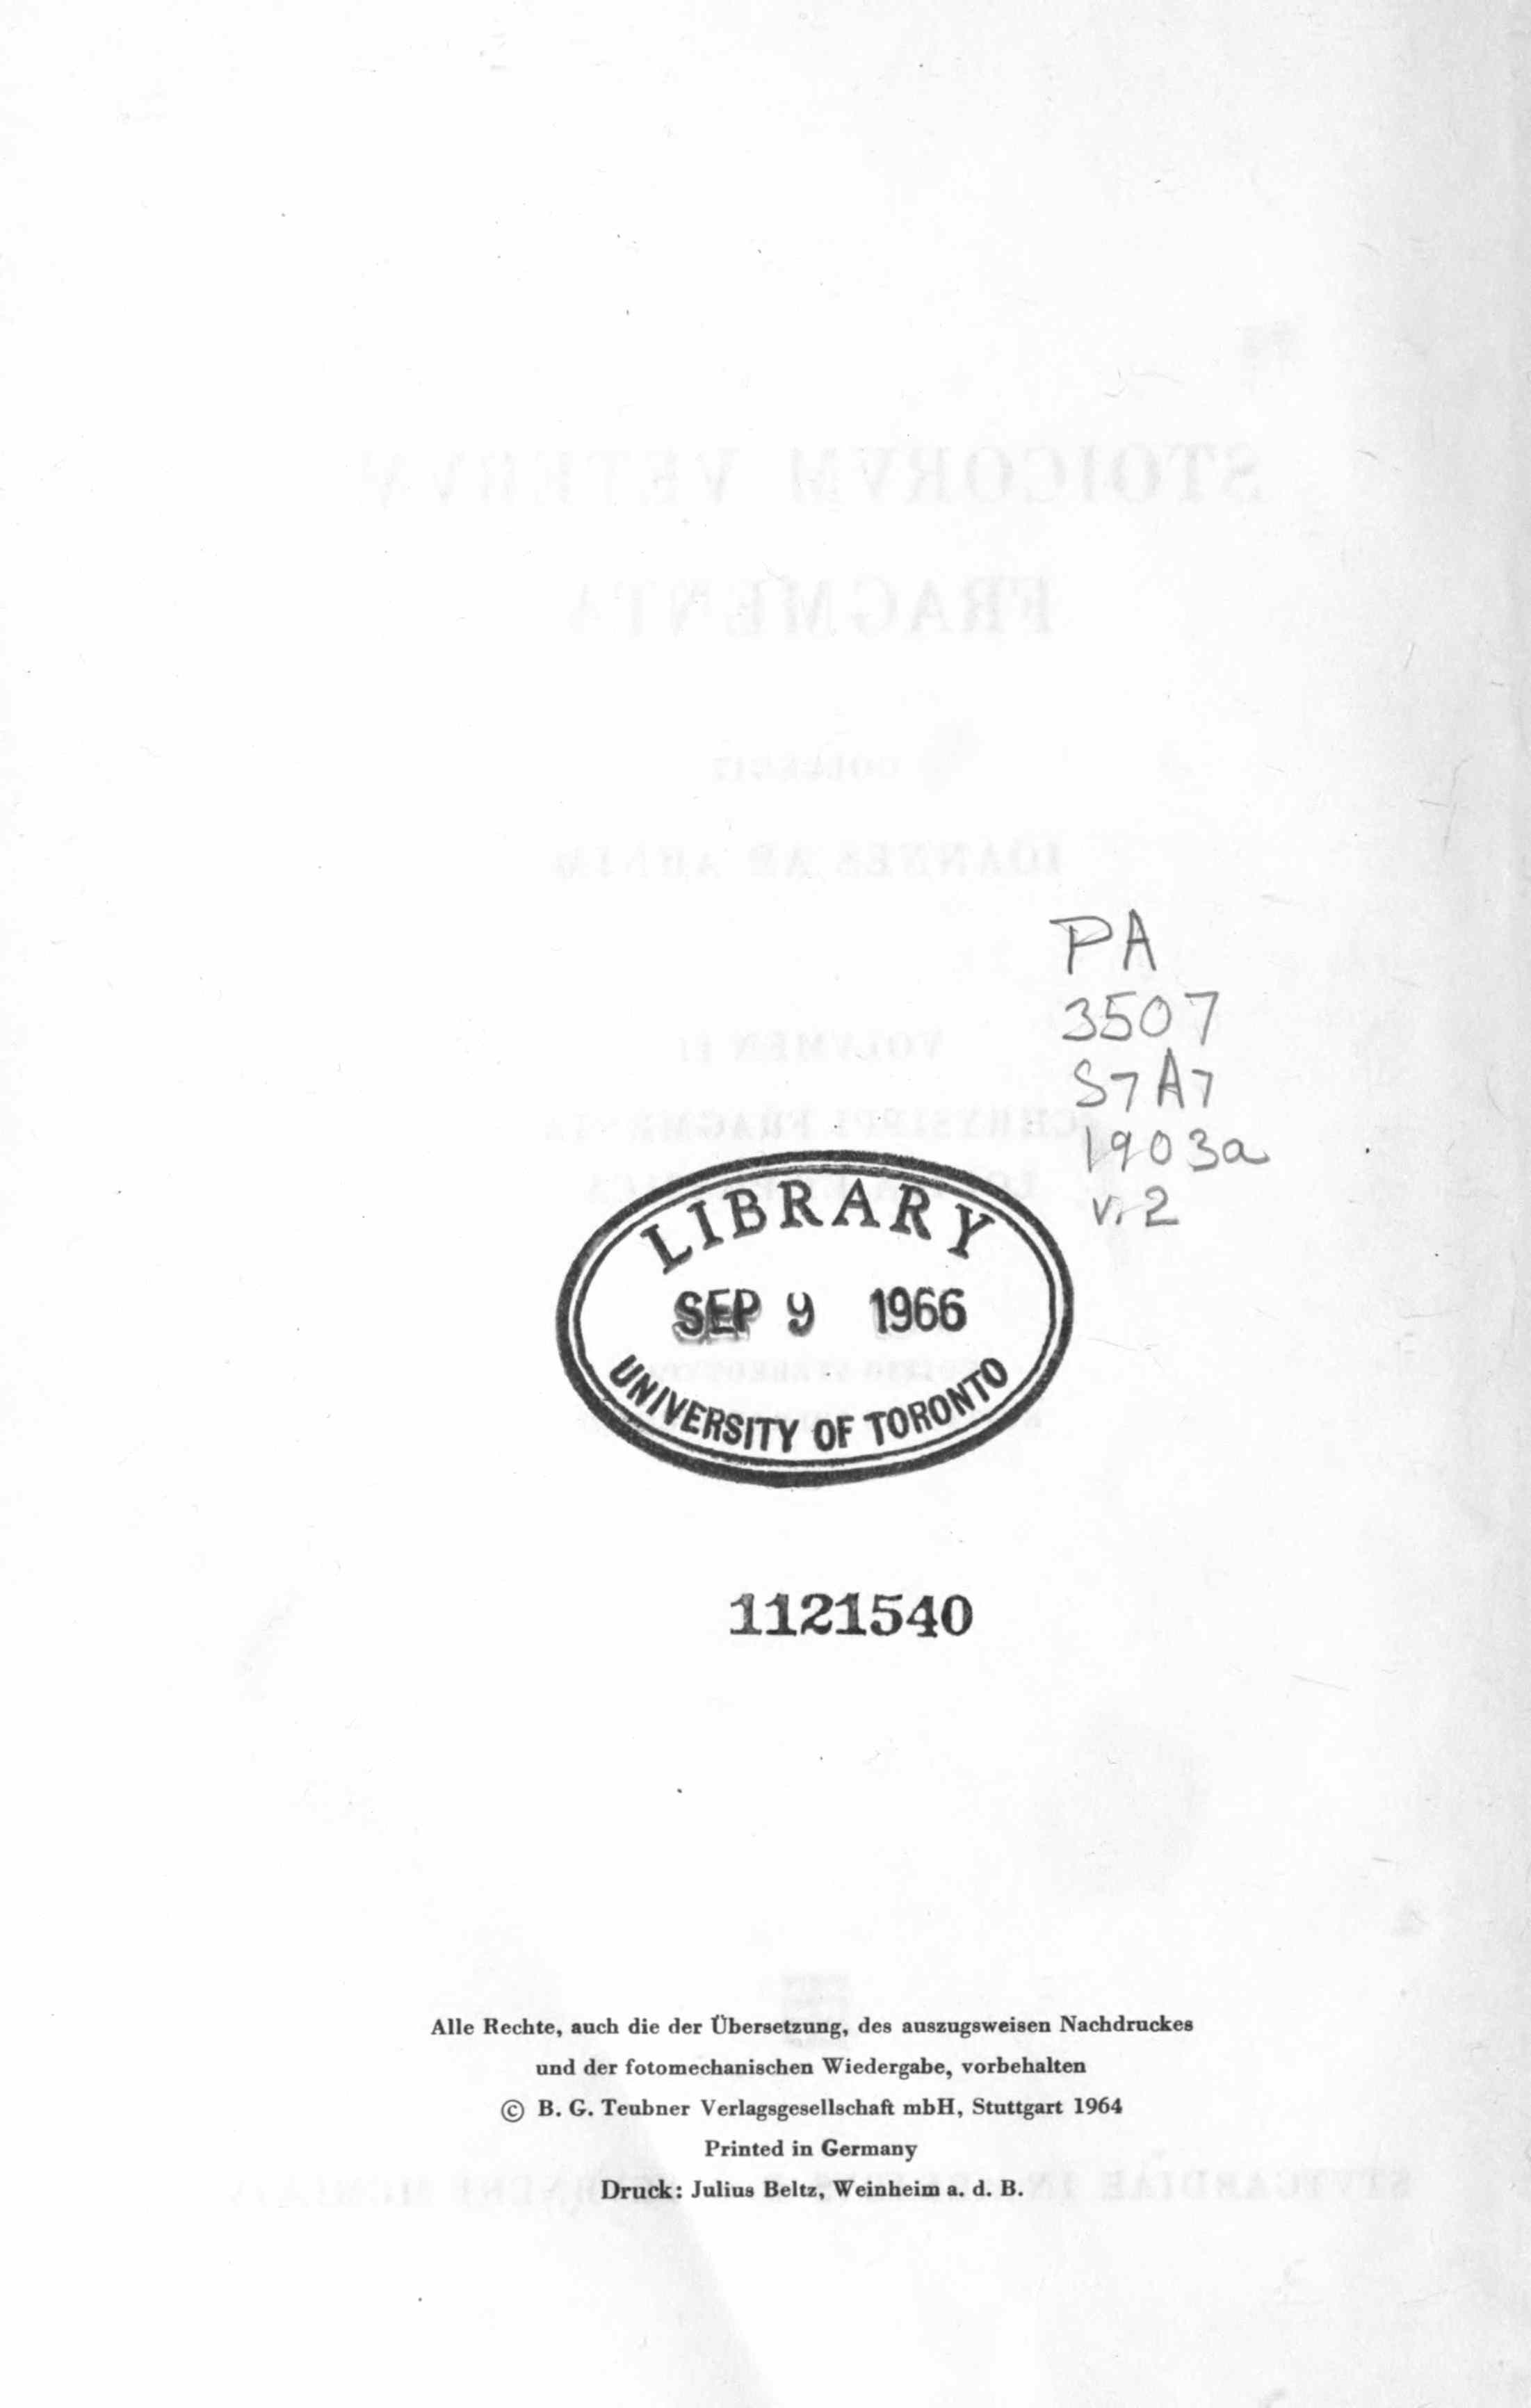 PA
3507
S7A7
1903a
v.2
LIBRARY
SEP 9 1966
UNIVERSITY OF TORONTO
1121540
Alle Rechte, auch die der Übersetzung, des auszugsweisen Nachdruckes
und der fotomechanischen Wiedergabe, vorbehalten
© B. G. Teubner Verlagsgesellschaft mbH, Stuttgart 1964
Printed in Germany
Druck: Julius Beltz, Weinheim a. d. B.